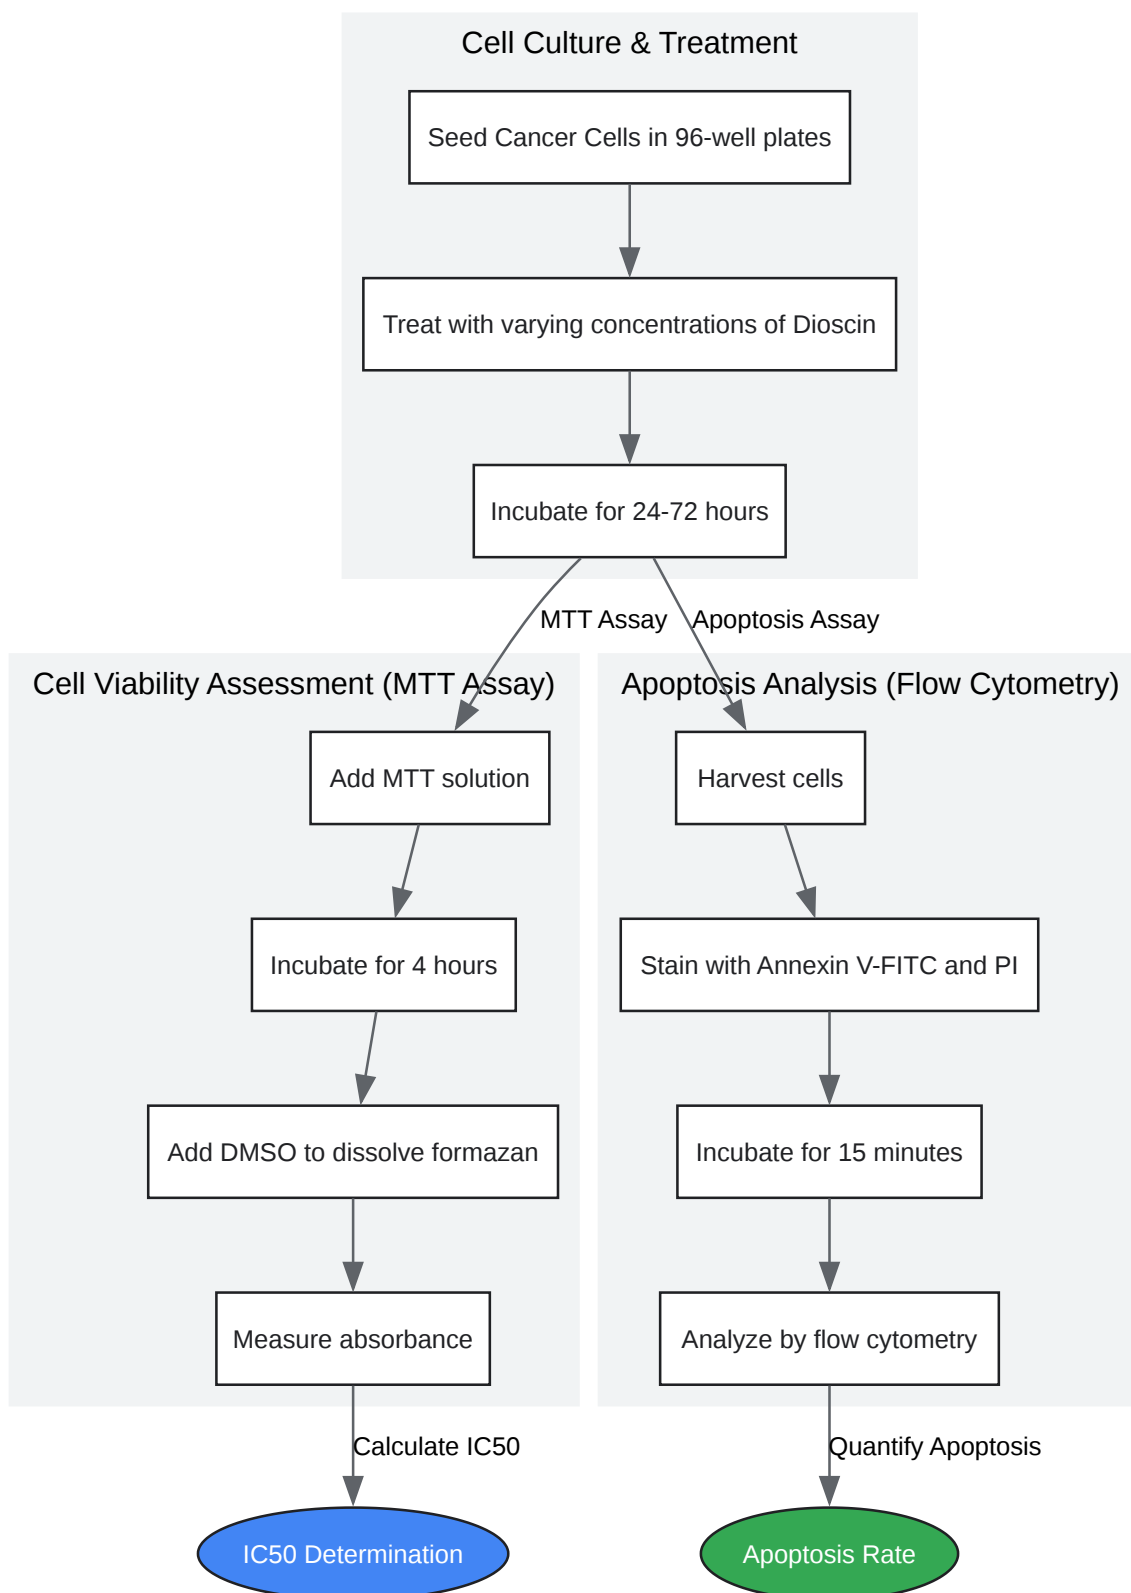 Cell Culture & Treatment
Seed Cancer Cells in 96-well plates
Treat with varying concentrations of Dioscin
Incubate for 24-72 hours
MTT Assay
Apoptosis Assay
Cell Viability Assessment (MTT Assay)
Add MTT solution
Incubate for 4 hours
Add DMSO to dissolve formazan
Measure absorbance
Calculate IC50
IC50 Determination
Apoptosis Analysis (Flow Cytometry)
Harvest cells
Stain with Annexin V-FITC and PI
Incubate for 15 minutes
Analyze by flow cytometry
Quantify Apoptosis
Apoptosis Rate